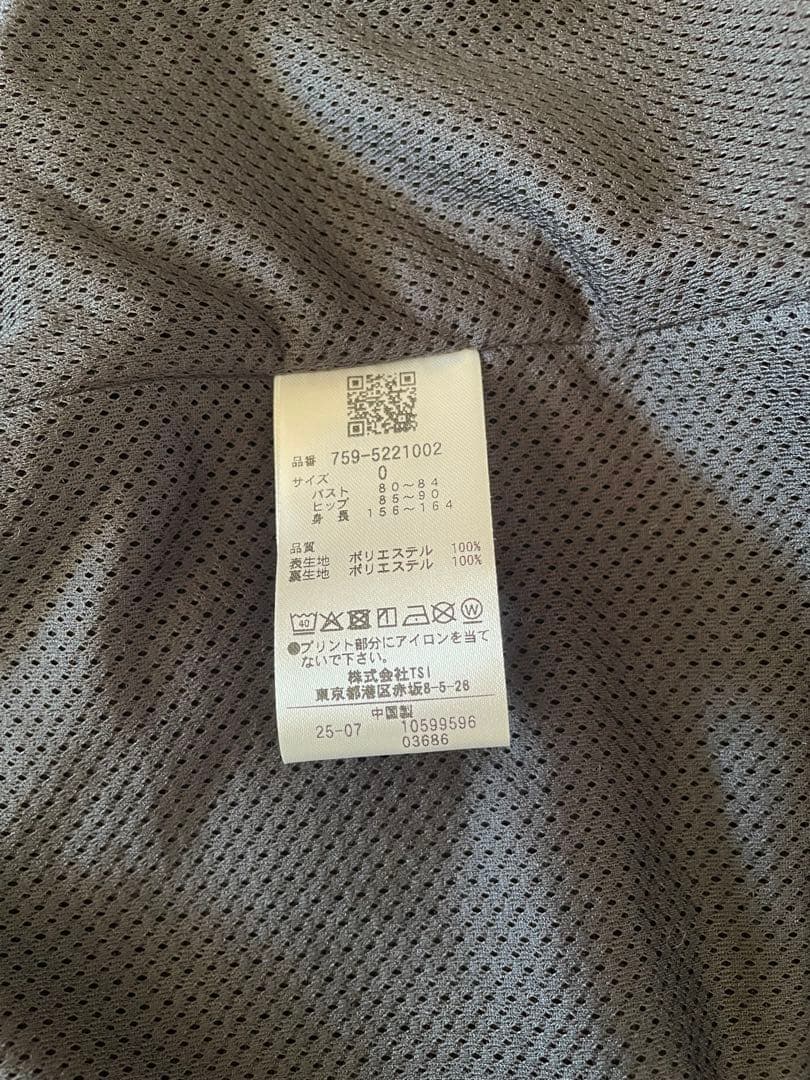 品番 759-5221002
サイズ 0
バスト 80～84
ヒップ 85～90
身長 156～164
品質
表生地 ポリエステル 100%
裏生地 ポリエステル 100%
40 W
●プリント部分にアイロンを当て
ないで下さい。
株式会社TSI
東京都港区赤坂8-5-28
中国製
25-07 10599596
03686